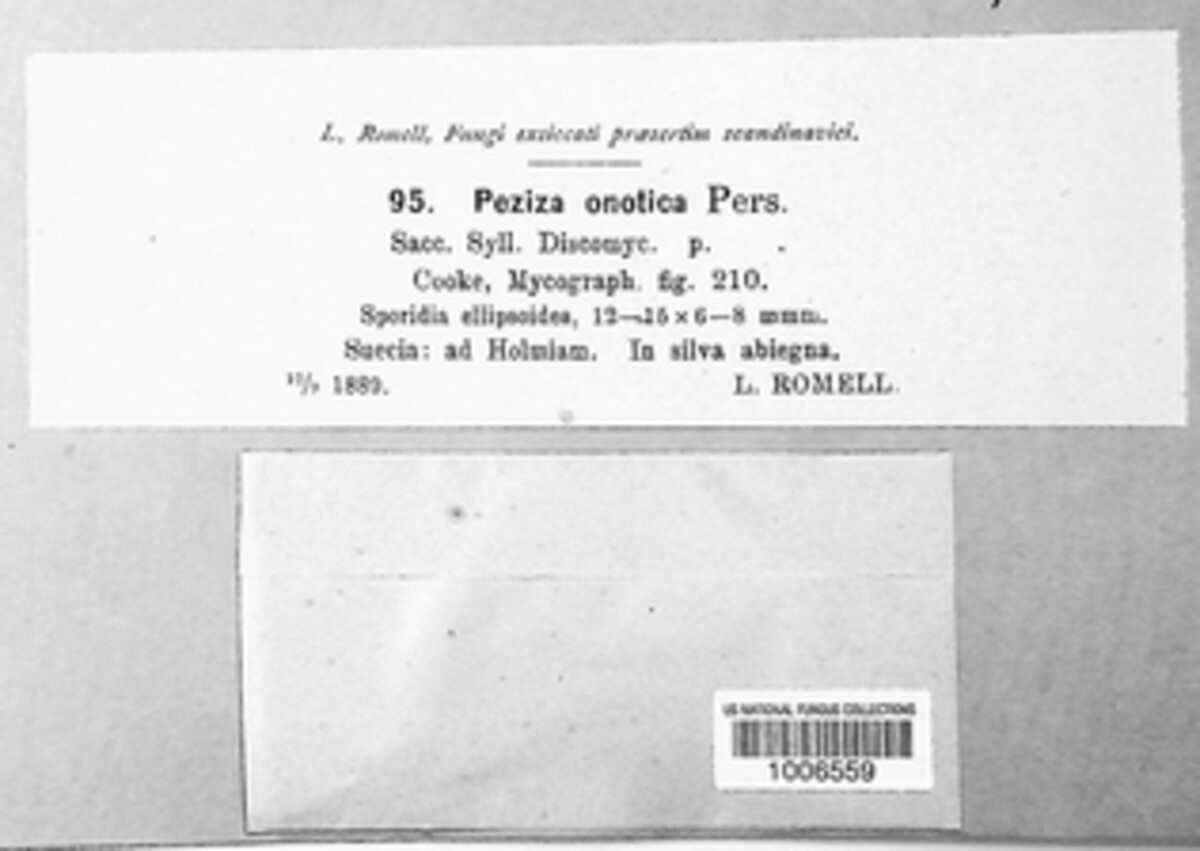 L. Romell, Fungi exsiccati præsertim scandinavici.
95. Peziza onotica Pers.
Sacc. Syll. Discomyc. p. .
Cooke, Mycograph. fig. 210.
Sporidia ellipsoidea, 12—15 × 6—8 mmm.
Suecia: ad Holmiam. In silva abiegna.
1889. L. ROMELL.
US NATIONAL FUNGUS COLLECTIONS
1006559